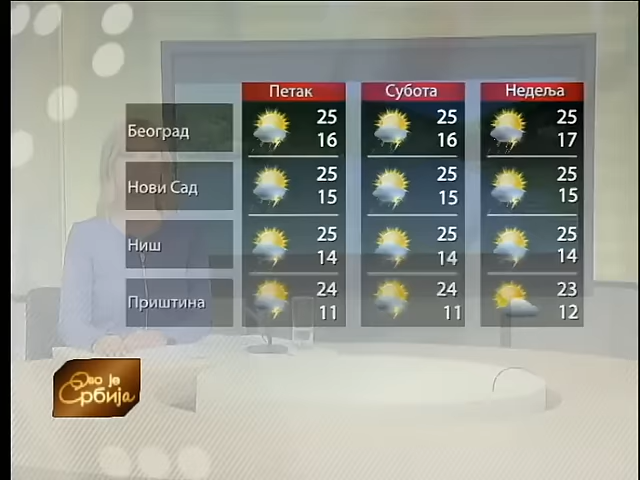 Петак Субота Недеља
Београд 25 25 25
16 16 17
Нови Сад 25 25 25
15 15 15
Ниш 25 25 25
14 14 14
Приштина 24 24 23
11 11 12
Ово је
Србија